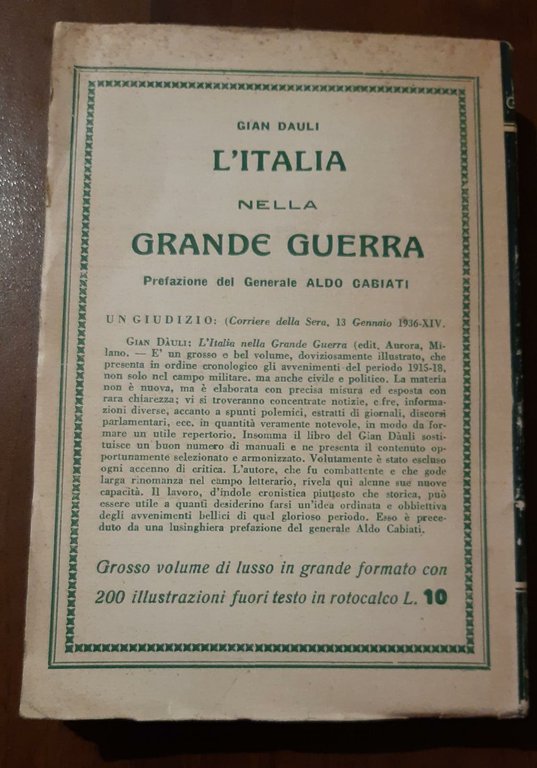 GIAN DAULI
L'ITALIA
NELLA
GRANDE GUERRA
Prefazione del Generale ALDO CABIATI
UN GIUDIZIO: (Corriere della Sera, 13 Gennaio 1936-XIV.
GIAN DÀULI: L'Italia nella Grande Guerra (edit. Aurora, Mi-
lano. — E' un grosso e bel volume, doviziosamente illustrato, che
presenta in ordine cronologico gli avvenimenti del periodo 1915-18,
non solo nel campo militare, ma anche civile e politico. La materia
non è nuova, ma è elaborata con precisa misura ed esposta con
rara chiarezza; vi si troveranno concentrate notizie, cifre, informa-
zioni diverse, accanto a spunti polemici, estratti di giornali, discorsi
parlamentari, ecc. in quantità veramente notevole, in modo da for-
mare un utile repertorio. Insomma il libro del Gian Dàuli sosti-
tuisce un buon numero di manuali e ne presenta il contenuto op-
portunamente selezionato e armonizzato. Volutamente è stato escluso
ogni accenno di critica. L'autore, che fu combattente e che gode
larga rinomanza nel campo letterario, rivela qui alcune sue nuove
capacità. Il lavoro, d'indole cronistica piuttosto che storica, può
essere utile a quanti desiderino farsi un'idea ordinata e obbiettiva
degli avvenimenti bellici di quel glorioso periodo. Esso è prece-
duto da una lusinghiera prefazione del generale Aldo Cabiati.
Grosso volume di lusso in grande formato con
200 illustrazioni fuori testo in rotocalco L. 10